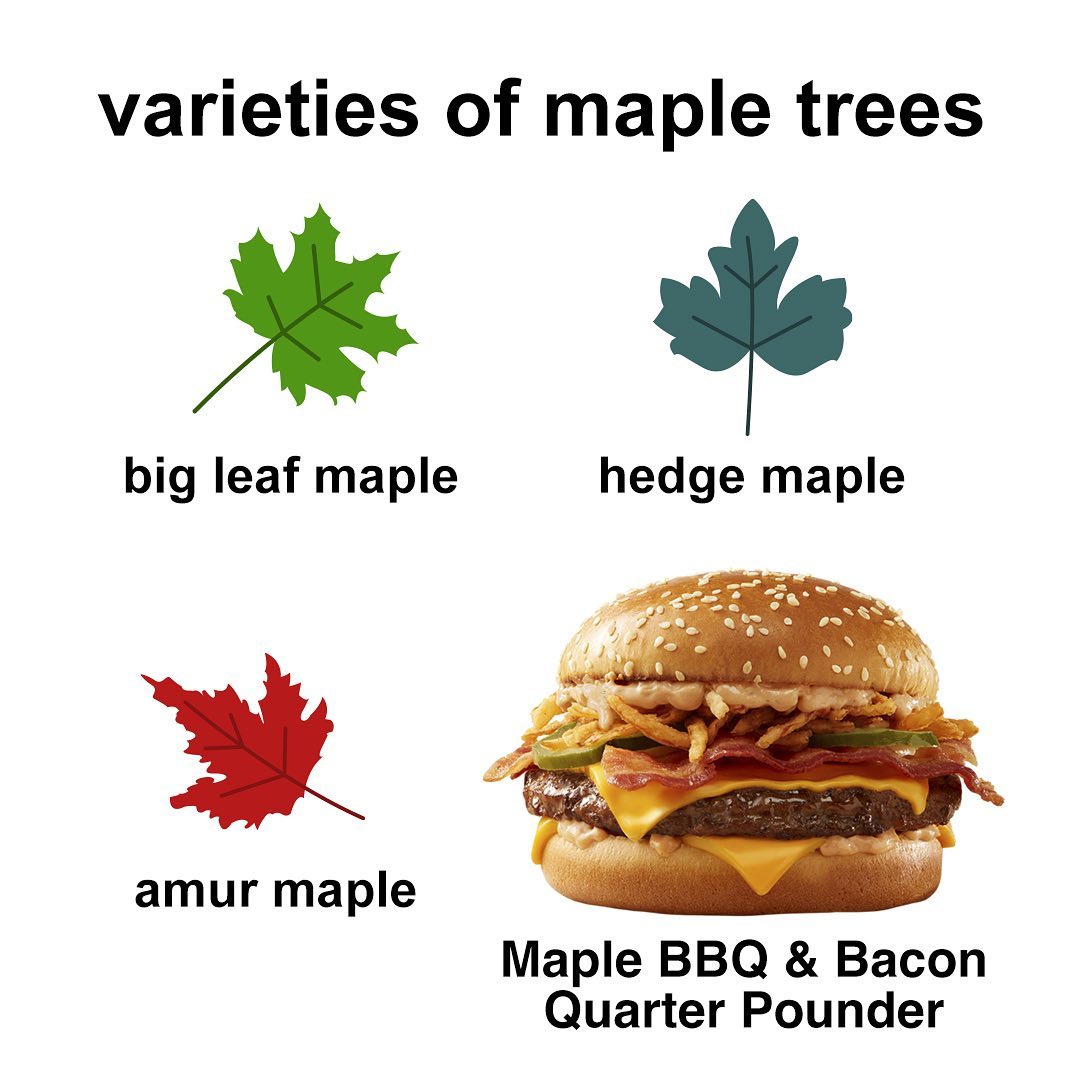 varieties of maple trees
big leaf maple
hedge maple
amur maple
Maple BBQ & Bacon
Quarter Pounder